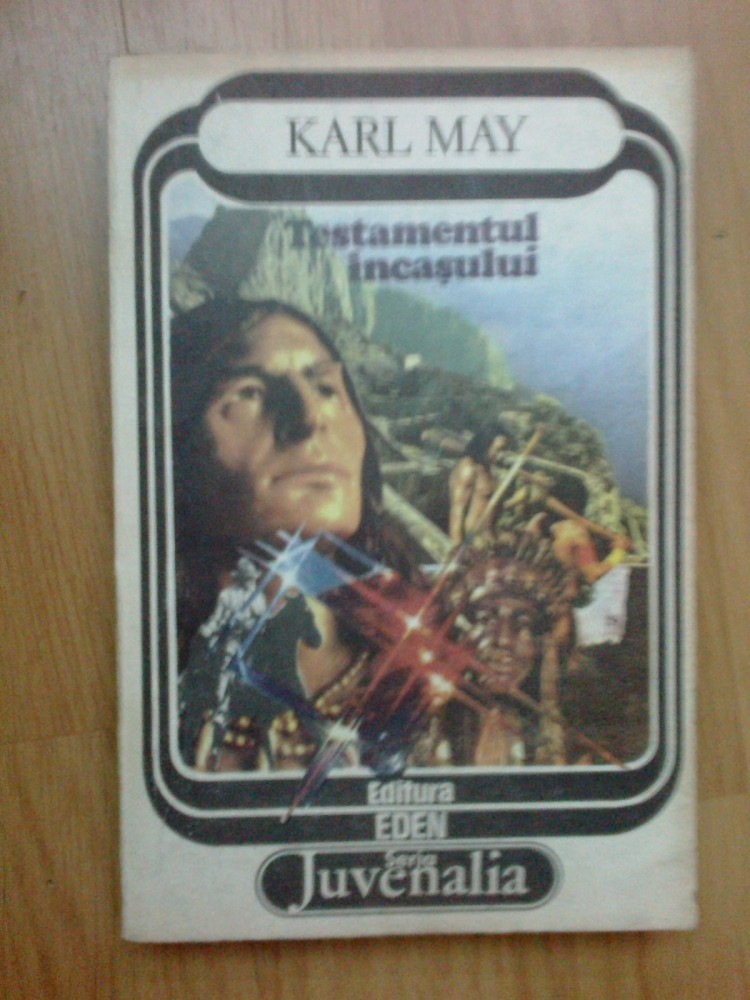 KARL MAY
Testamentul
incașului
Editura
EDEN
Seria
Juvenalia